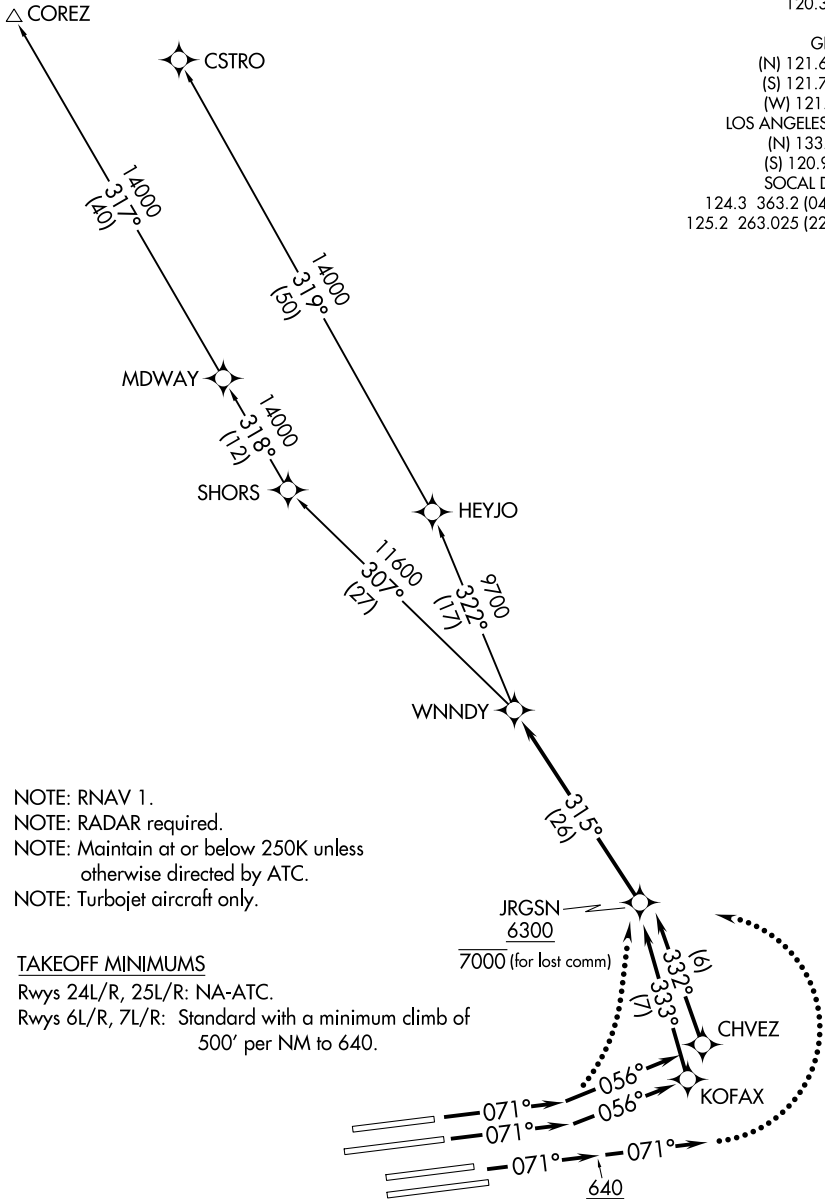 COREZ
120.3
CSTRO
(N) 121.6
(S) 121.7
(W) 121.
LOS ANGELES
(N) 133.
(S) 120.9
SOCAL D
124.3 363.2 (04
125.2 263.025 (22
14000
317°
(40)
14000
319°
(50)
MDWAY
14000
318°
(12)
SHORS
HEYJO
11600
307°
(27)
9700
322°
(17)
WNNDY
315°
(26)
NOTE: RNAV 1.
NOTE: RADAR required.
NOTE: Maintain at or below 250K unless
otherwise directed by ATC.
NOTE: Turbojet aircraft only.
JRGSN
6300
7000 (for lost comm)
332°
(6)
333°
(7)
TAKEOFF MINIMUMS
Rwys 24L/R, 25L/R: NA-ATC.
Rwys 6L/R, 7L/R: Standard with a minimum climb of
500' per NM to 640.
CHVEZ
KOFAX
071°
056°
071°
056°
071°
071°
640